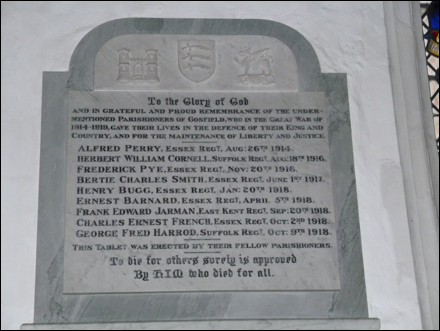 To the Glory of God
AND IN GRATEFUL AND PROUD REMEMBRANCE OF THE UNDER-
MENTIONED PARISHIONERS OF GOSFIELD, WHO IN THE GREAT WAR OF
1914-1919, GAVE THEIR LIVES IN THE DEFENCE OF THEIR KING AND
COUNTRY, AND FOR THE MAINTENANCE OF LIBERTY AND JUSTICE.
ALFRED PERRY, ESSEX REGT., AUG: 26TH 1914.
HERBERT WILLIAM CORNELL, SUFFOLK REGT., AUG: 18TH 1916.
FREDERICK PYE, ESSEX REGT., NOV: 20TH 1916.
BERTIE CHARLES SMITH, ESSEX REGT., JUNE 1ST 1917.
HENRY BUGG, ESSEX REGT., JAN: 20TH 1918.
ERNEST BARNARD, ESSEX REGT., APRIL 5TH 1918.
FRANK EDWARD JARMAN, EAST KENT REGT., SEP: 20TH 1918.
CHARLES ERNEST FRENCH, ESSEX REGT., OCT: 2ND 1918.
GEORGE FRED HARROD, SUFFOLK REGT., OCT: 9TH 1918.
THIS TABLET WAS ERECTED BY THEIR FELLOW PARISHIONERS.
To die for others surely is approved
By HIM who died for all.